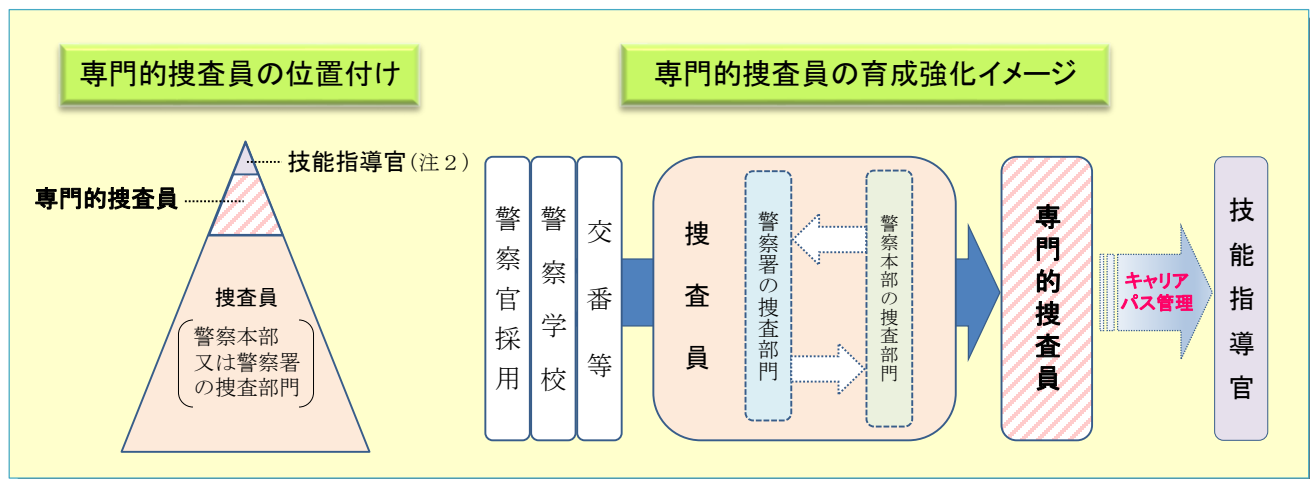 専門的捜査員の位置付け
専門的捜査員の育成強化イメージ
技能指導官(注2)
専門的捜査員
捜査員
警察本部
又は警察署
の捜査部門
警察官採用
警察学校
交番等
捜査員
警察署の捜査部門
警察本部の捜査部門
専門的捜査員
キャリア
パス管理
技能指導官